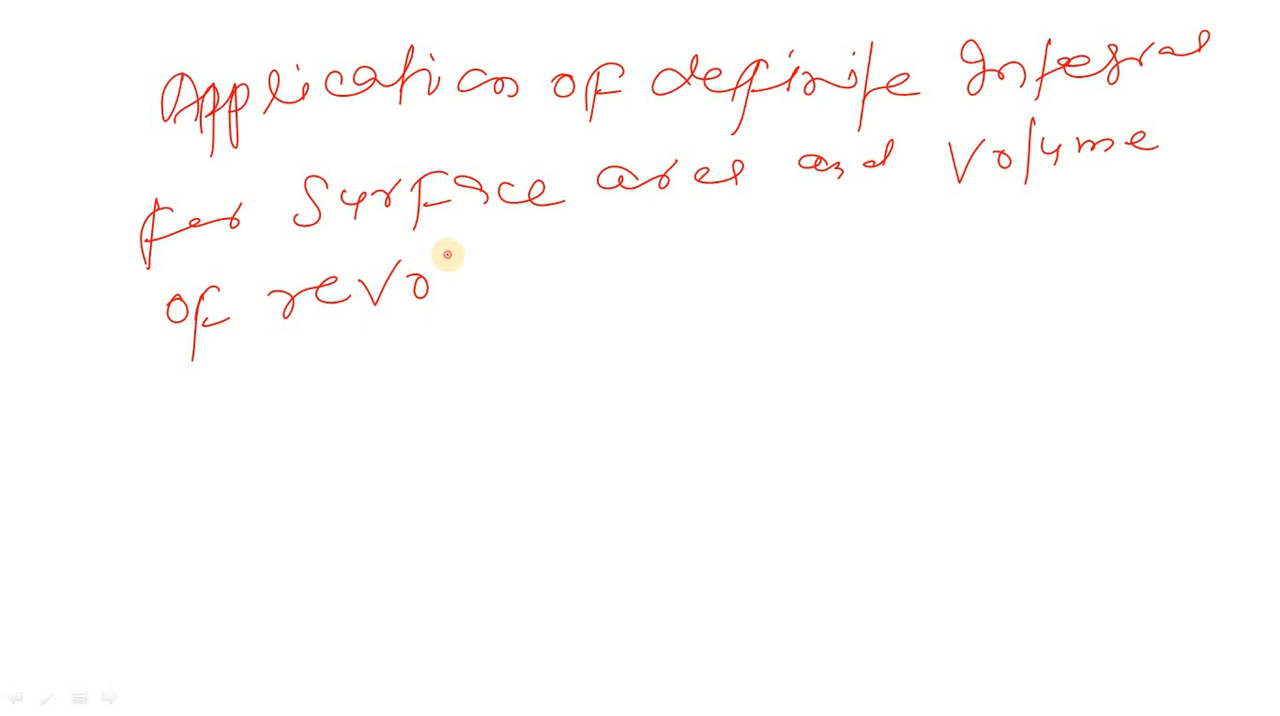 Application of definite Integral
for Surface area and Volume
of revo